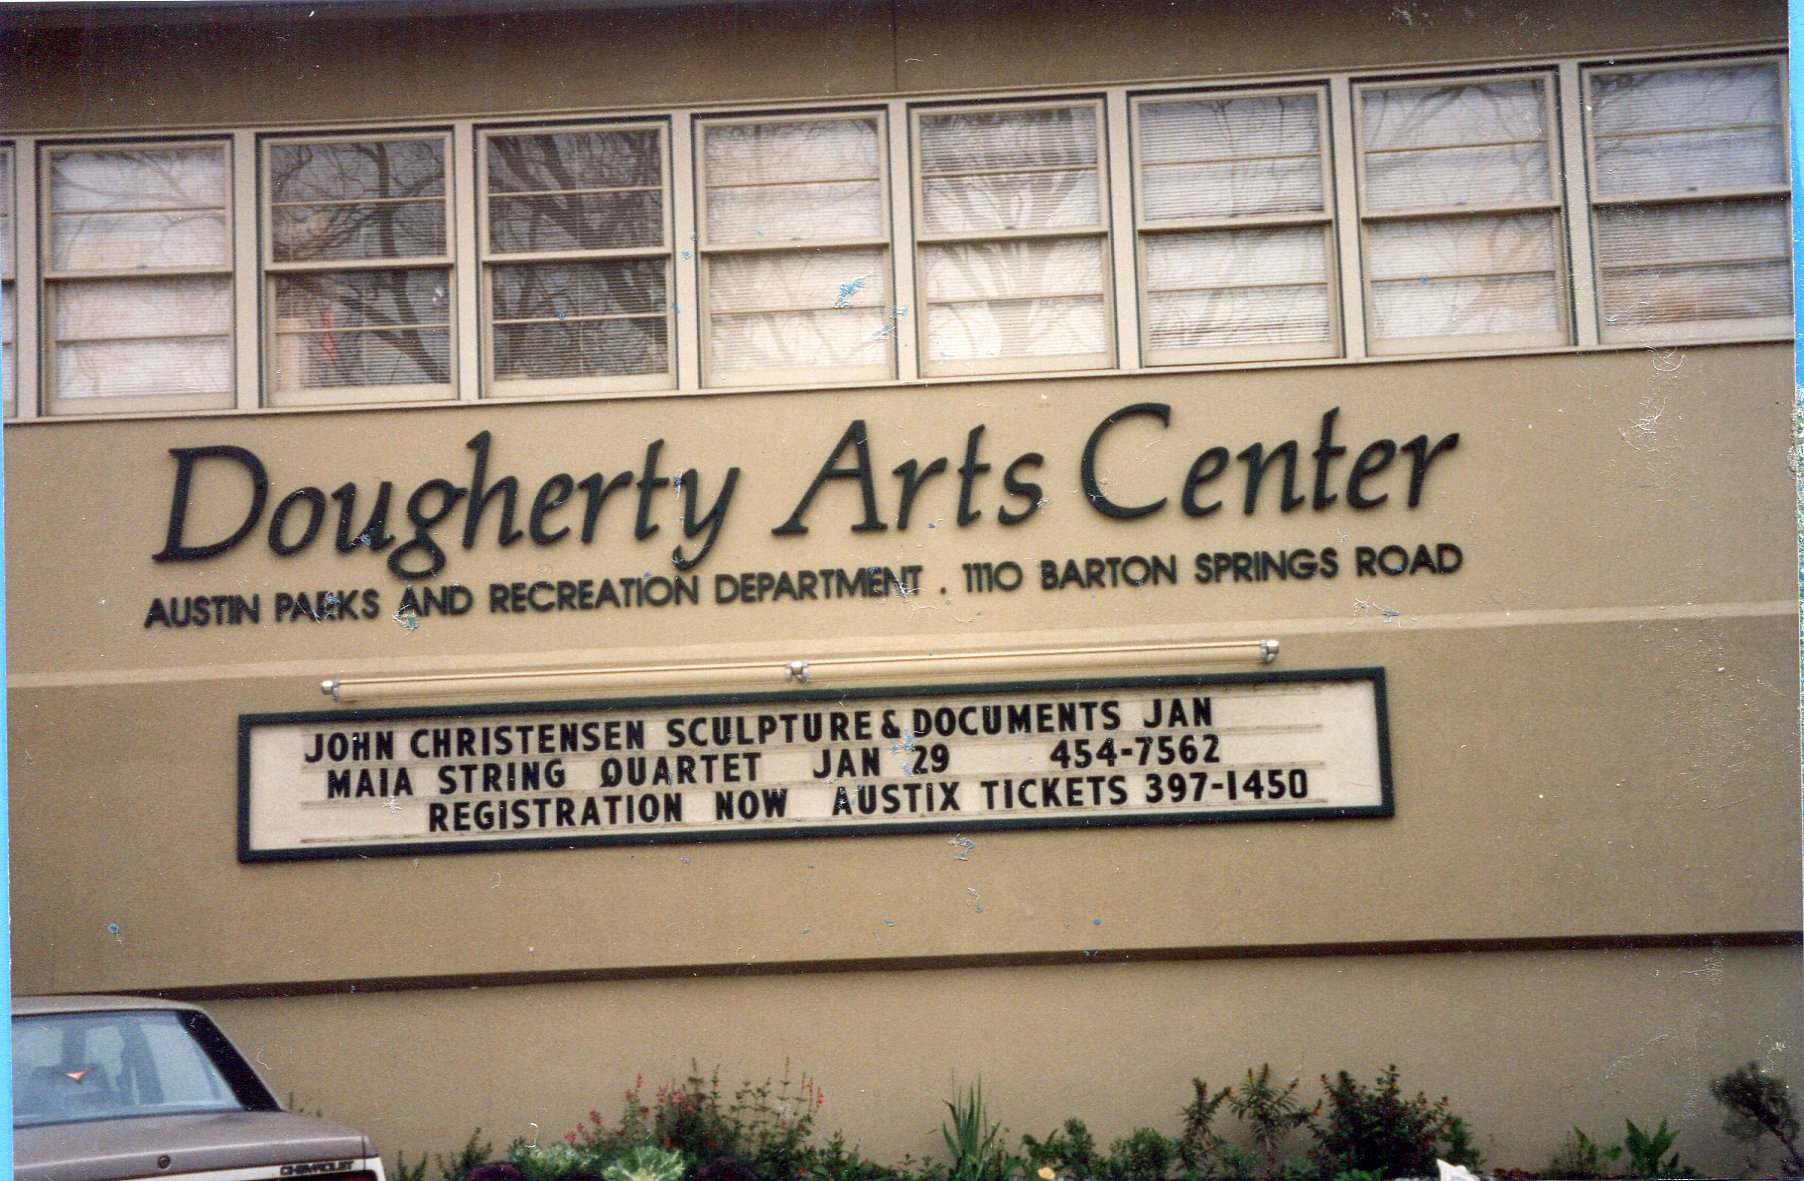 Dougherty Arts Center
AUSTIN PARKS AND RECREATION DEPARTMENT . 1110 BARTON SPRINGS ROAD
JOHN CHRISTENSEN SCULPTURE & DOCUMENTS JAN
MAIA STRING QUARTET JAN 29 454-7562
REGISTRATION NOW AUSTIX TICKETS 397-1450
CHEVROLET